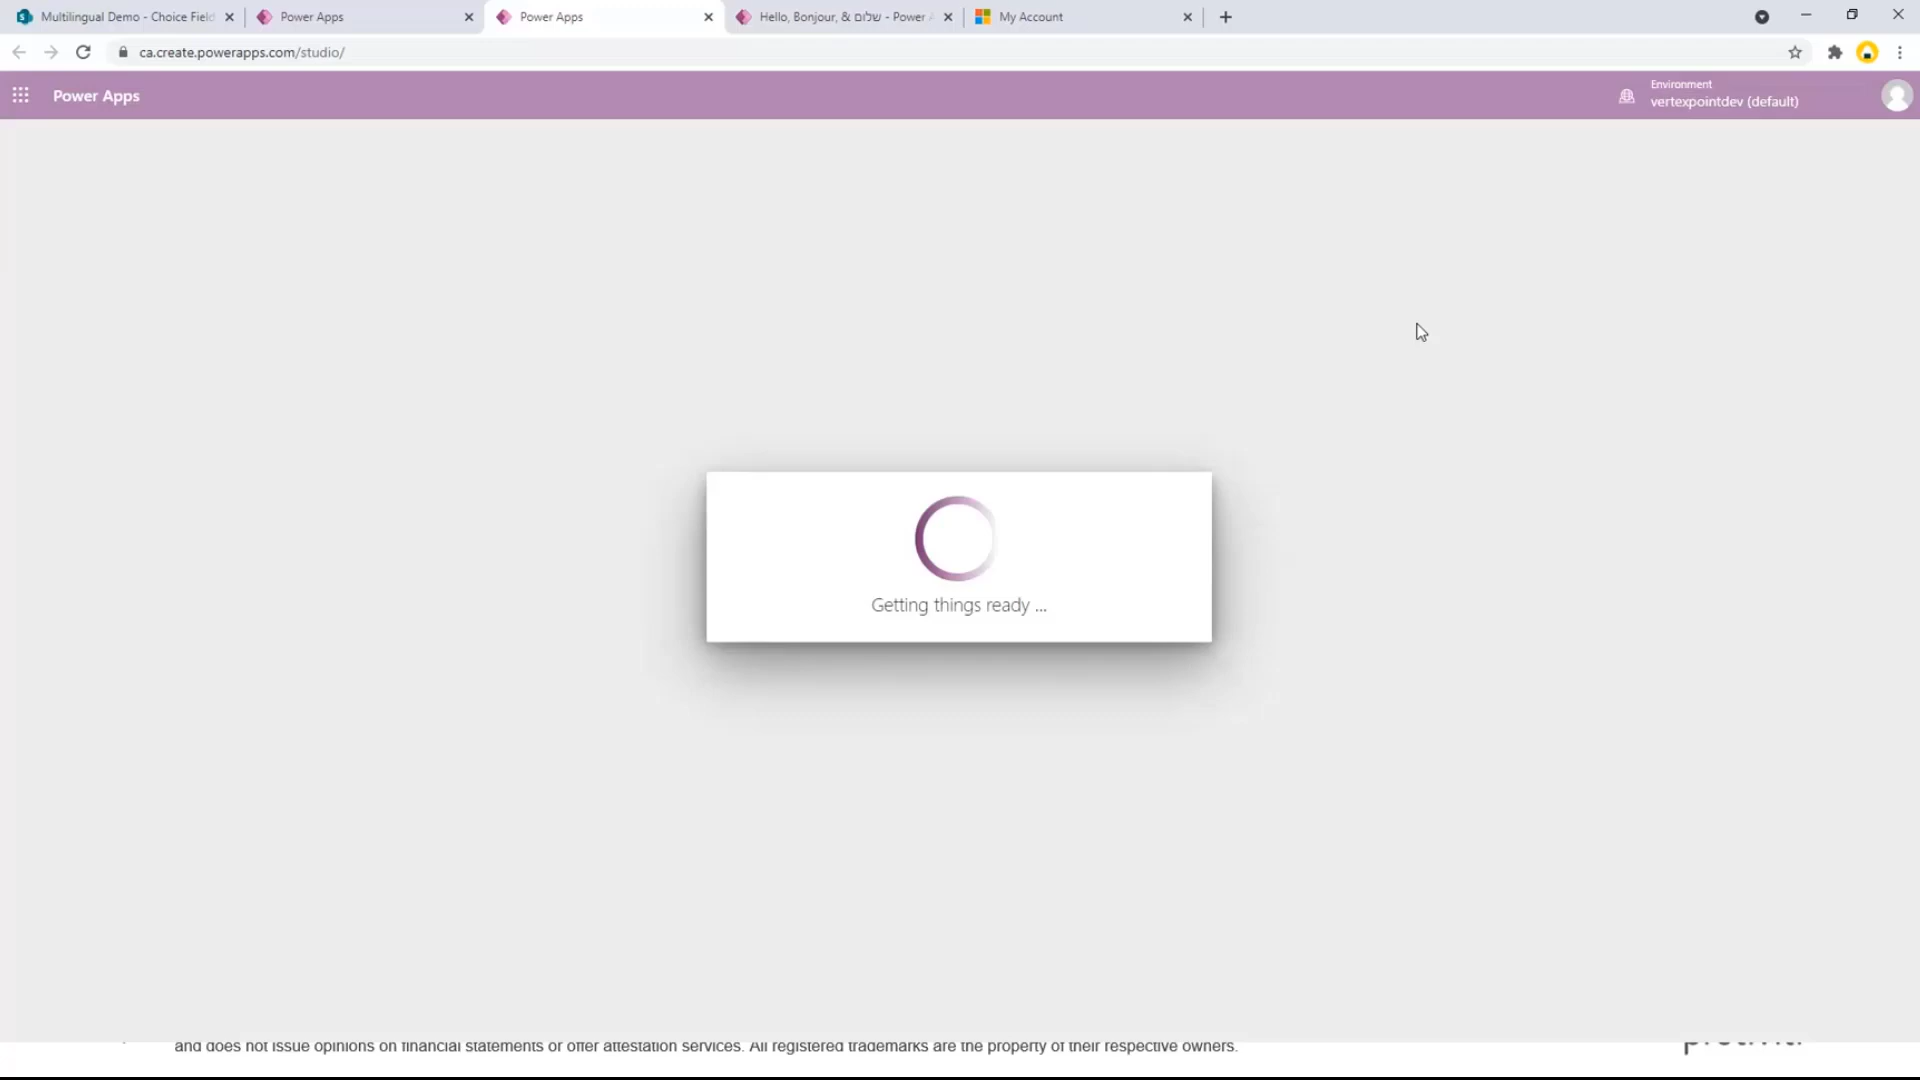 Multilingual Demo - Choice Field
Power Apps
Power Apps
Hello, Bonjour, & שלום - Power
My Account
ca.create.powerapps.com/studio/
Power Apps
Environment
vertexpointdev (default)
Getting things ready ...
and does not issue opinions on financial statements or offer attestation services. All registered trademarks are the property of their respective owners.